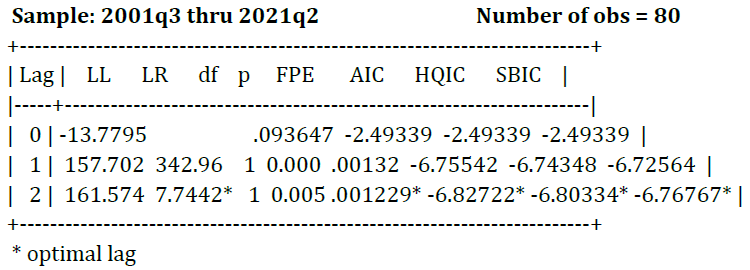 Sample: 2001q3 thru 2021q2 Number of obs = 80
+---------------------------------------------------------------------------+
| Lag | LL LR df p FPE AIC HQIC SBIC |
|-----+---------------------------------------------------------------------|
| 0 | -13.7795 .093647 -2.49339 -2.49339 -2.49339 |
| 1 | 157.702 342.96 1 0.000 .00132 -6.75542 -6.74348 -6.72564 |
| 2 | 161.574 7.7442* 1 0.005 .001229* -6.82722* -6.80334* -6.76767* |
+---------------------------------------------------------------------------+
* optimal lag